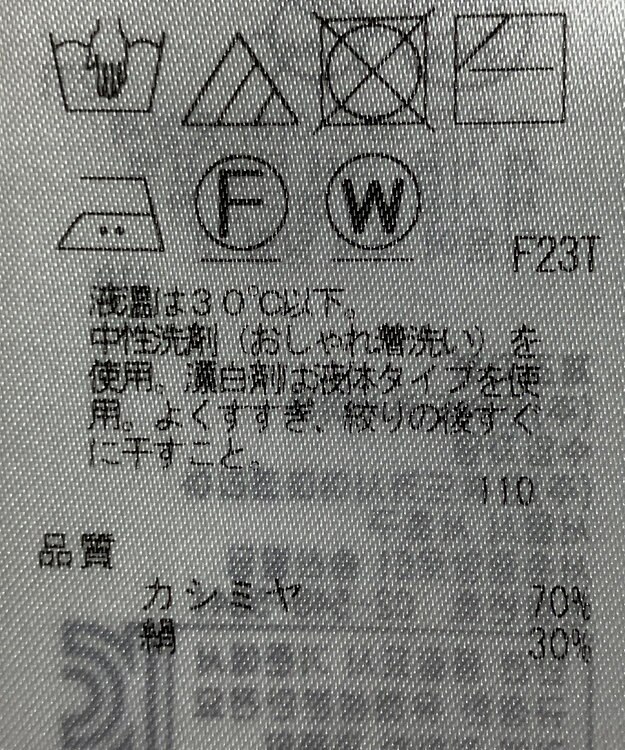 F
W
F23T
液温は30℃以下。
中性洗剤（おしゃれ着洗い）を
使用。漂白剤は液体タイプを使
用。よくすすぎ、絞りの後すぐ
に干すこと。
110
品質
カシミヤ 70%
絹 30%